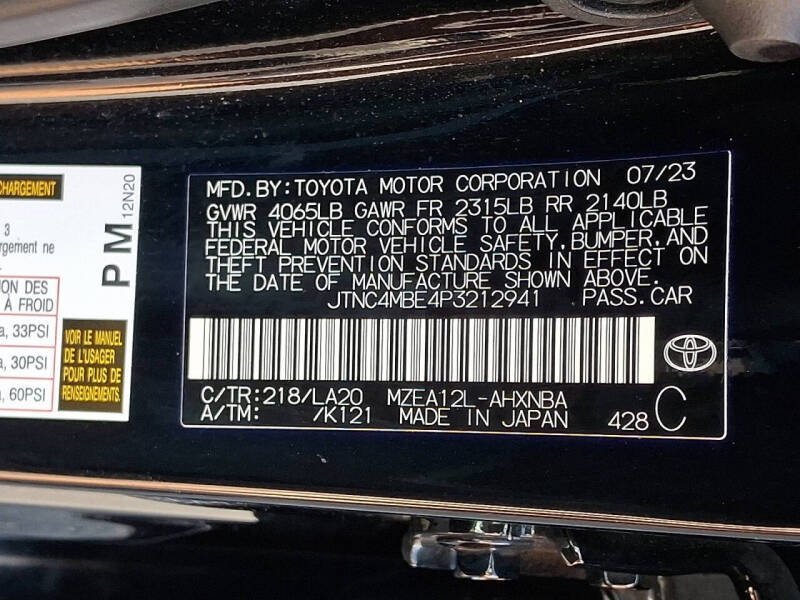 CHARGEMENT
3
argement ne
ION DES
À FROID
a, 33PSI
a, 30PSI
a, 60PSI
PM
12N20
VOIR LE MANUEL
DE L'USAGER
POUR PLUS DE
RENSEIGNEMENTS.
MFD.BY:TOYOTA MOTOR CORPORATION 07/23
GVWR 4065LB GAWR FR 2315LB RR 2140LB
THIS VEHICLE CONFORMS TO ALL APPLICABLE
FEDERAL MOTOR VEHICLE SAFETY,BUMPER,AND
THEFT PREVENTION STANDARDS IN EFFECT ON
THE DATE OF MANUFACTURE SHOWN ABOVE.
JTNC4MBE4P3212941 PASS.CAR
C/TR:218/LA20 MZEA12L-AHXNBA
A/TM: /K121 MADE IN JAPAN 428 C